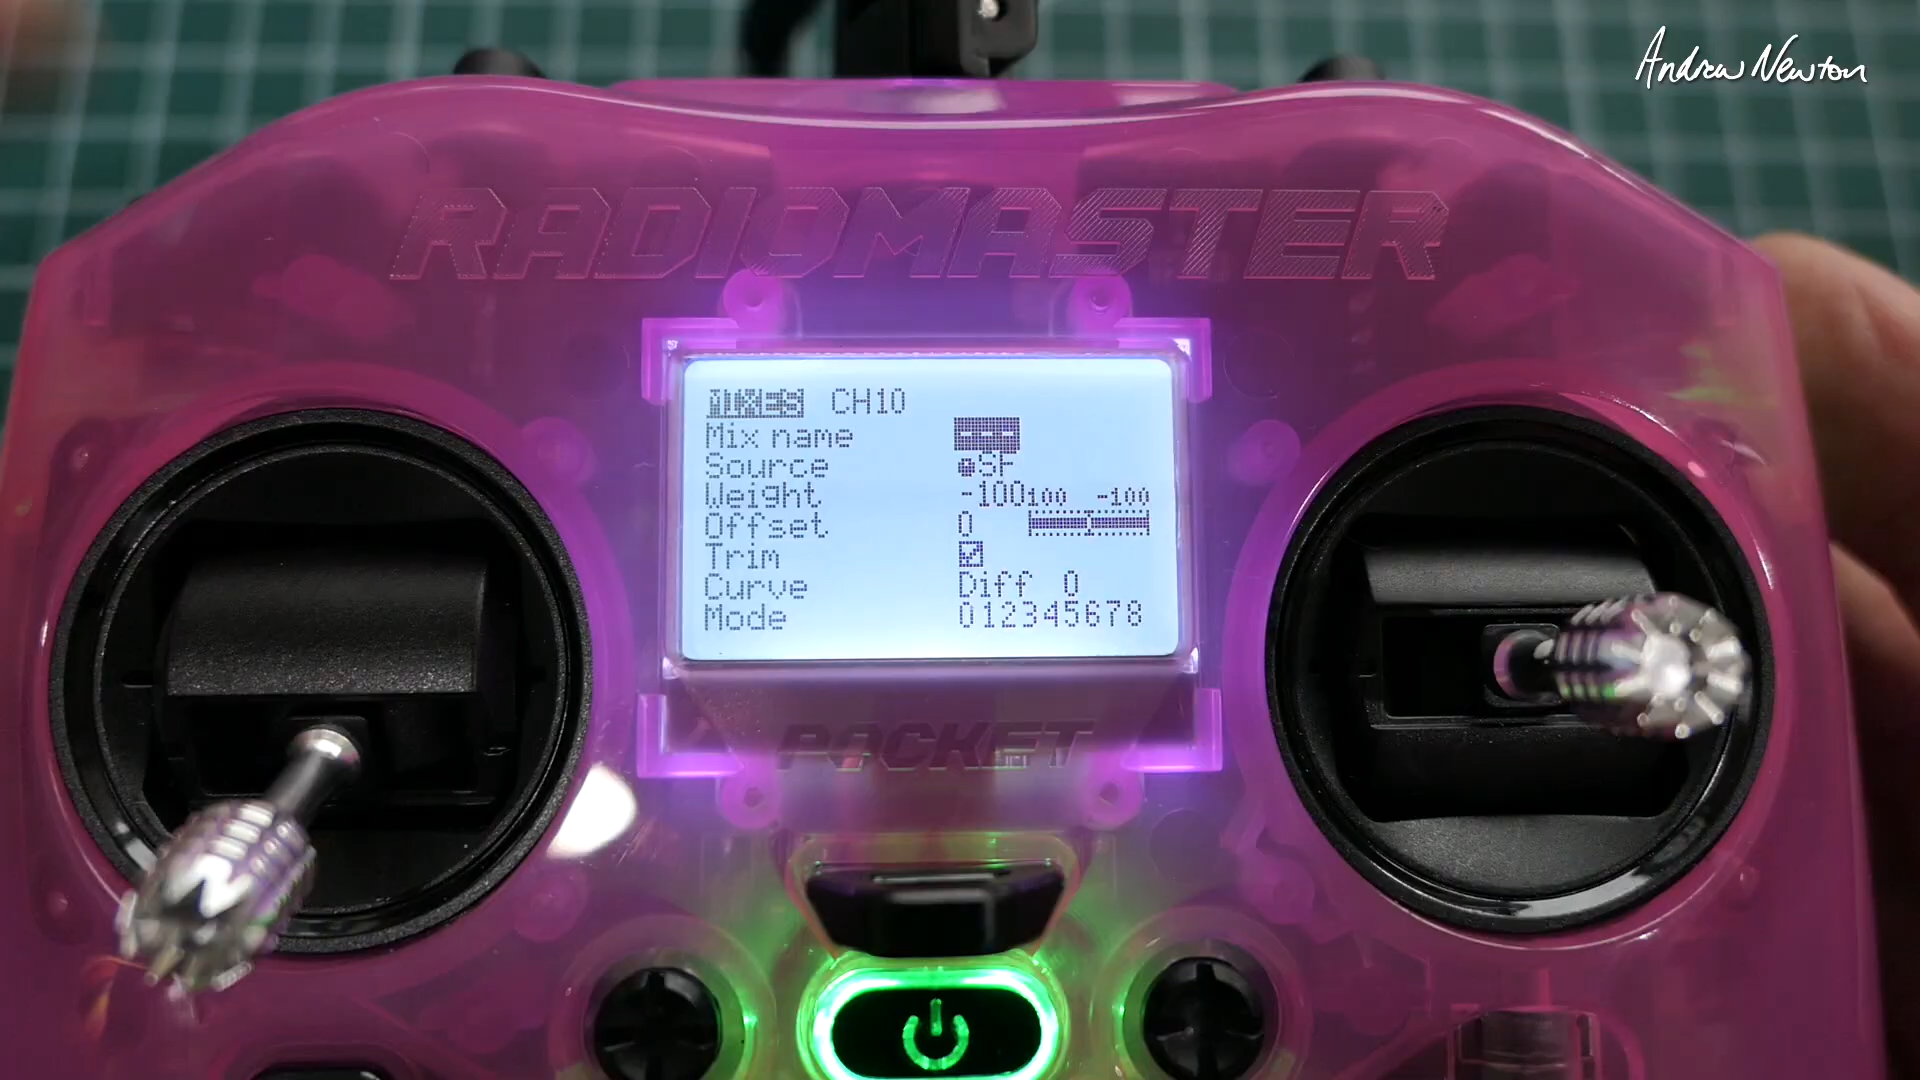 Andrew Newton
RADIOMASTER
MIXES CH10
Mix name ---
Source SF
Weight -100 100 -100
Offset 0
Trim
Curve Diff 0
Mode 012345678
POCKET